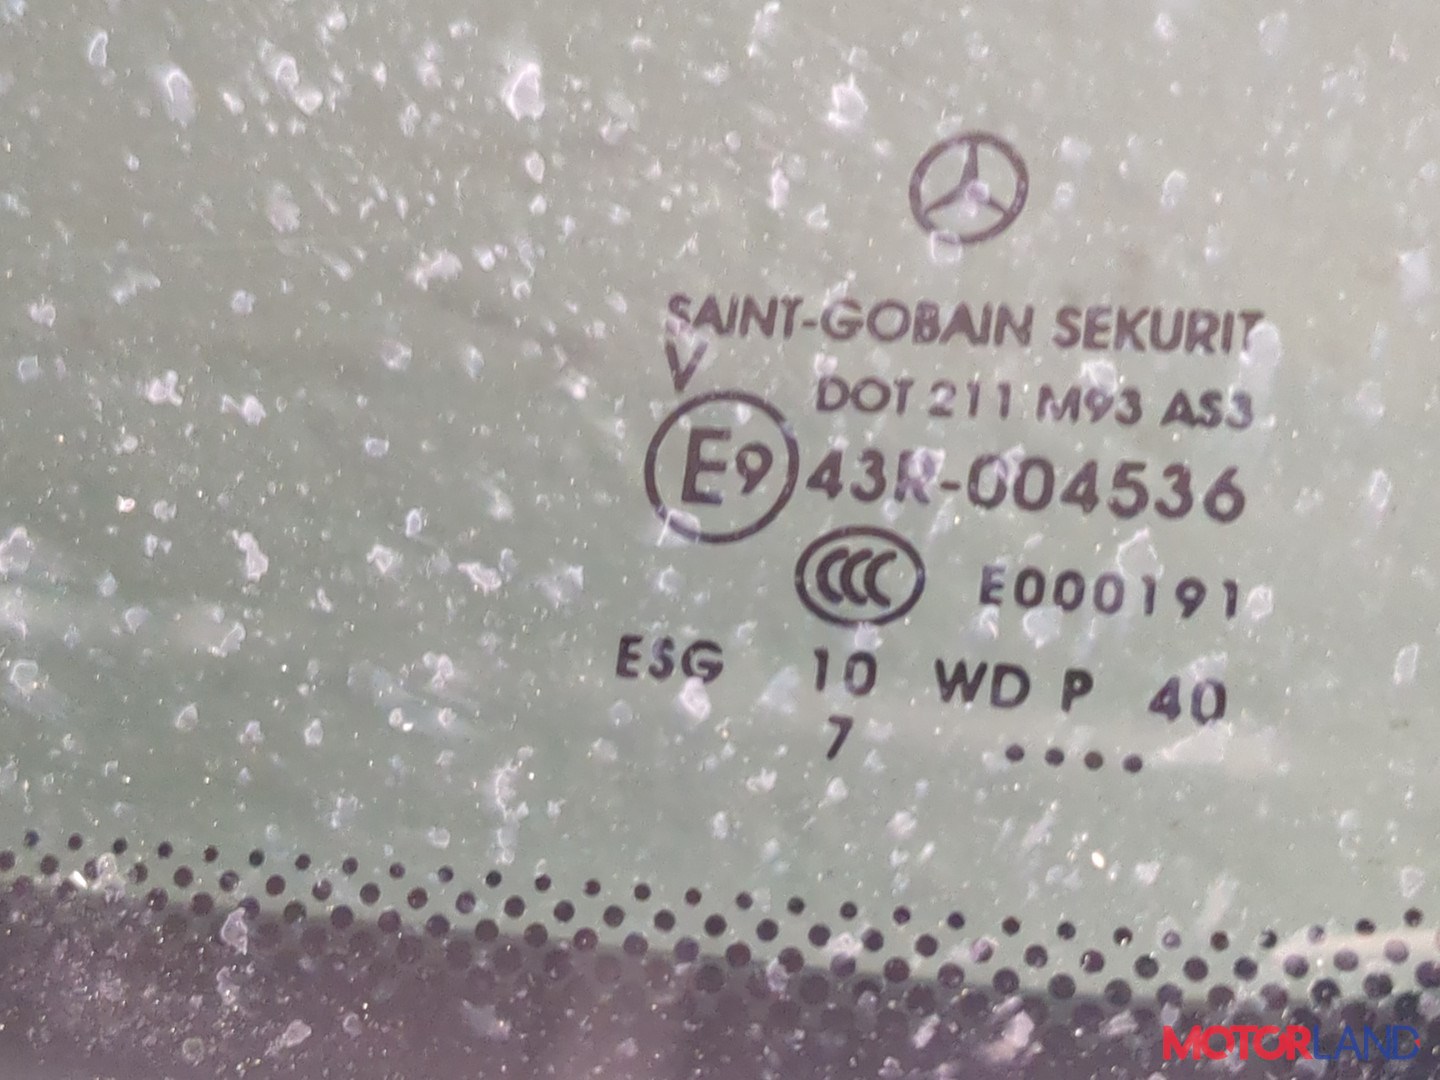 SAINT-GOBAIN SEKURIT
V
DOT 211 M93 AS3
E9 43R-004536
CCC E000191
ESG 10 WD P 40
7 ....
MOTORLAND